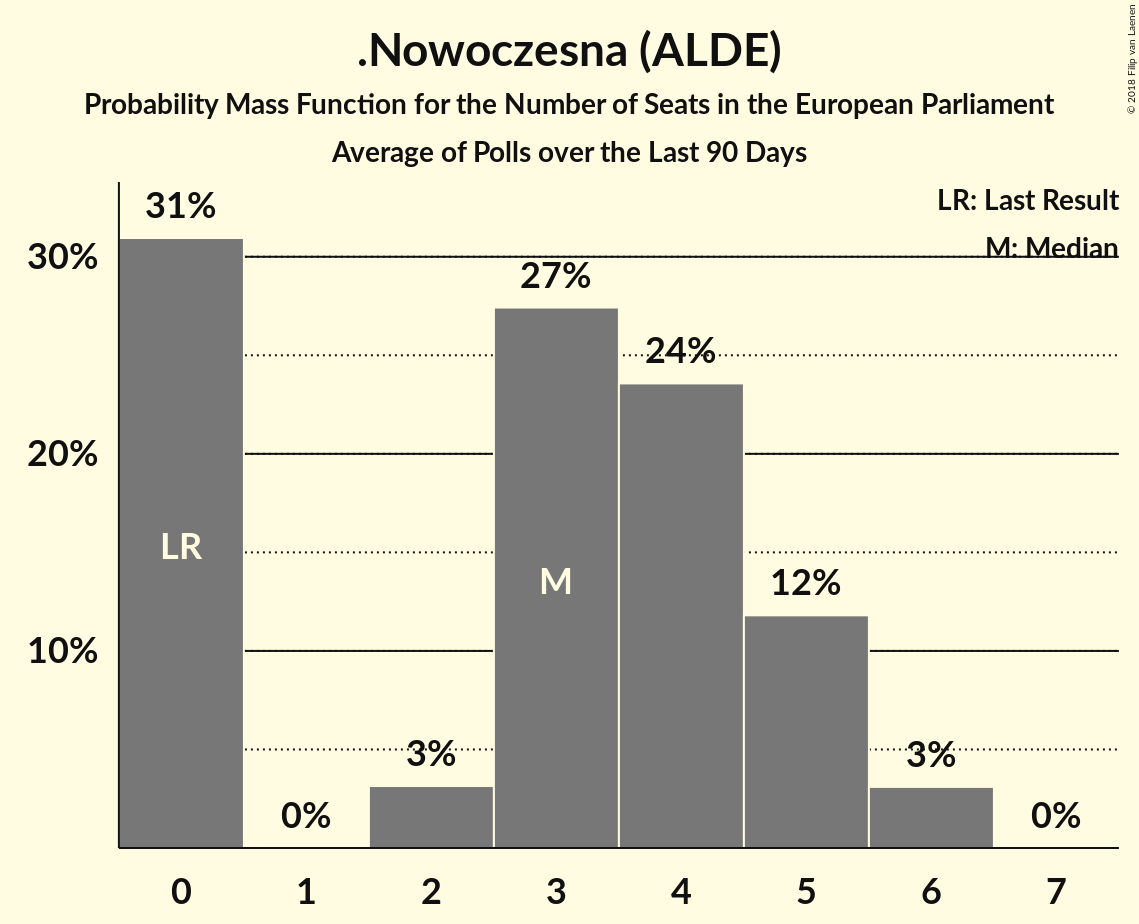 .Nowoczesna (ALDE)
Probability Mass Function for the Number of Seats in the European Parliament
Average of Polls over the Last 90 Days
© 2018 Filip van Laenen
LR: Last Result
M: Median
31%
30%
27%
24%
20%
LR
M
12%
10%
3%
3%
0%
0%
0 1 2 3 4 5 6 7